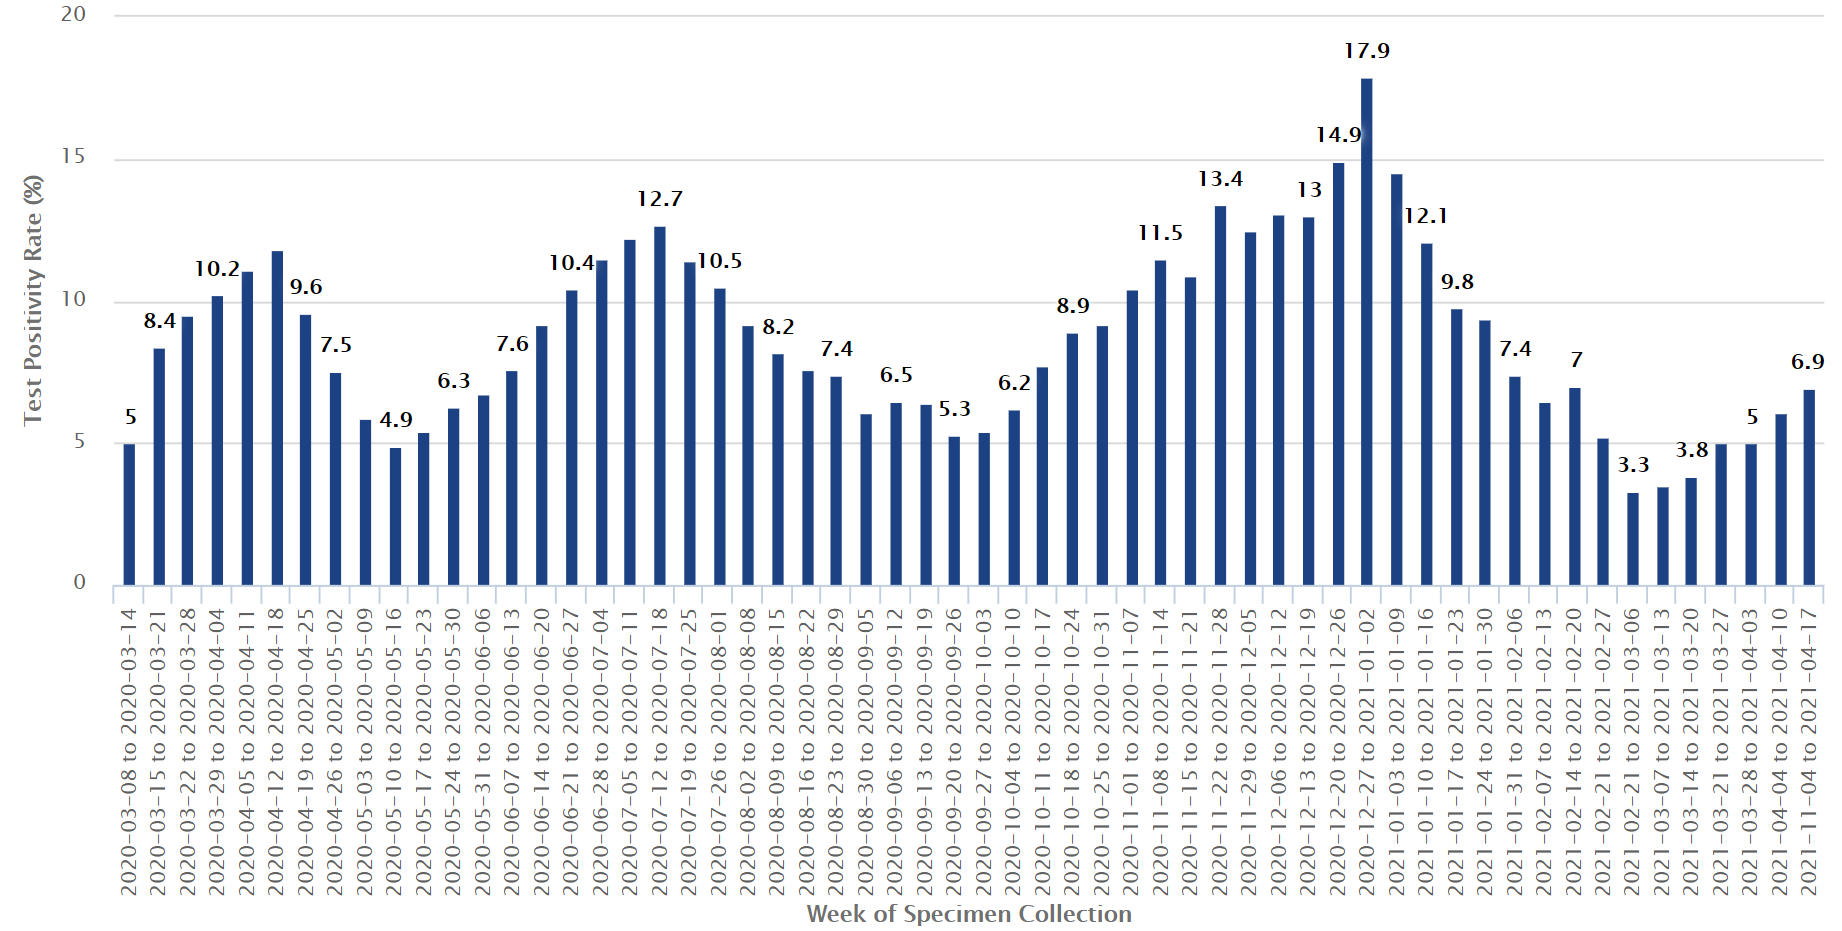 20
15
10
5
0
Test Positivity Rate (%)
5
8.4
10.2
9.6
7.5
4.9
6.3
7.6
10.4
12.7
10.5
8.2
7.4
6.5
5.3
6.2
8.9
11.5
13.4
13
14.9
17.9
12.1
9.8
7.4
7
3.3
3.8
5
6.9
2020-03-08 to 2020-03-14
2020-03-15 to 2020-03-21
2020-03-22 to 2020-03-28
2020-03-29 to 2020-04-04
2020-04-05 to 2020-04-11
2020-04-12 to 2020-04-18
2020-04-19 to 2020-04-25
2020-04-26 to 2020-05-02
2020-05-03 to 2020-05-09
2020-05-10 to 2020-05-16
2020-05-17 to 2020-05-23
2020-05-24 to 2020-05-30
2020-05-31 to 2020-06-06
2020-06-07 to 2020-06-13
2020-06-14 to 2020-06-20
2020-06-21 to 2020-06-27
2020-06-28 to 2020-07-04
2020-07-05 to 2020-07-11
2020-07-12 to 2020-07-18
2020-07-19 to 2020-07-25
2020-07-26 to 2020-08-01
2020-08-02 to 2020-08-08
2020-08-09 to 2020-08-15
2020-08-16 to 2020-08-22
2020-08-23 to 2020-08-29
2020-08-30 to 2020-09-05
2020-09-06 to 2020-09-12
2020-09-13 to 2020-09-19
2020-09-20 to 2020-09-26
2020-09-27 to 2020-10-03
2020-10-04 to 2020-10-10
2020-10-11 to 2020-10-17
2020-10-18 to 2020-10-24
2020-10-25 to 2020-10-31
2020-11-01 to 2020-11-07
2020-11-08 to 2020-11-14
2020-11-15 to 2020-11-21
2020-11-22 to 2020-11-28
2020-11-29 to 2020-12-05
2020-12-06 to 2020-12-12
2020-12-13 to 2020-12-19
2020-12-20 to 2020-12-26
2020-12-27 to 2021-01-02
2021-01-03 to 2021-01-09
2021-01-10 to 2021-01-16
2021-01-17 to 2021-01-23
2021-01-24 to 2021-01-30
2021-01-31 to 2021-02-06
2021-02-07 to 2021-02-13
2021-02-14 to 2021-02-20
2021-02-21 to 2021-02-27
2021-02-21 to 2021-03-06
2021-03-07 to 2021-03-13
2021-03-14 to 2021-03-20
2021-03-21 to 2021-03-27
2021-03-28 to 2021-04-03
2021-04-04 to 2021-04-10
2021-11-04 to 2021-04-17
Week of Specimen Collection